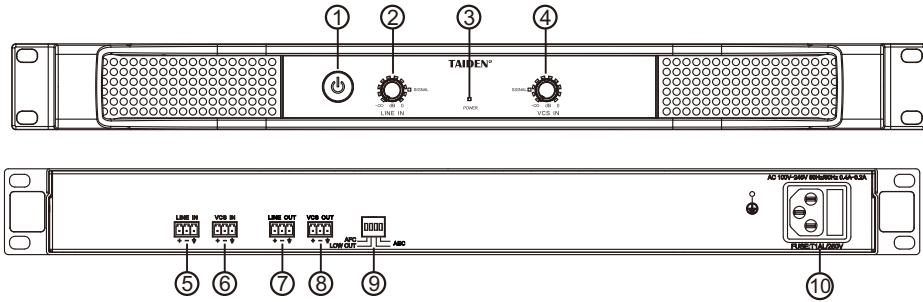 ① ② ③ ④
TAIDEN®
SIGNAL SIGNAL
-∞ dB 0 -∞ dB 0
LINE IN POWER VCS IN
AC 100V~240V 50Hz/60Hz 0.4A~0.2A
LINE IN VCS IN LINE OUT VCS OUT
+ - + - + - + -
AFC
LOW CUT AEC
FUSE:T1AL/250V
⑤ ⑥ ⑦ ⑧ ⑨ ⑩